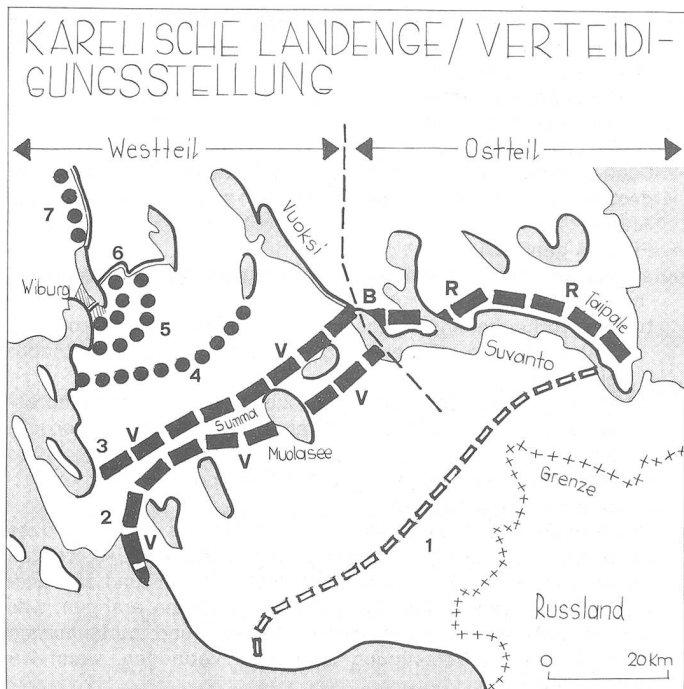 KARELISCHE LANDENGE/VERTEIDI-
GUNGSSTELLUNG
Westteil
Ostteil
7
6
Vuoksi
Wiburg
B
R
R
Taipale
5
4
V
Suvanto
V
3
V
Summa
V
Muolasee
Grenze
2
V
1
Russland
0 20 Km